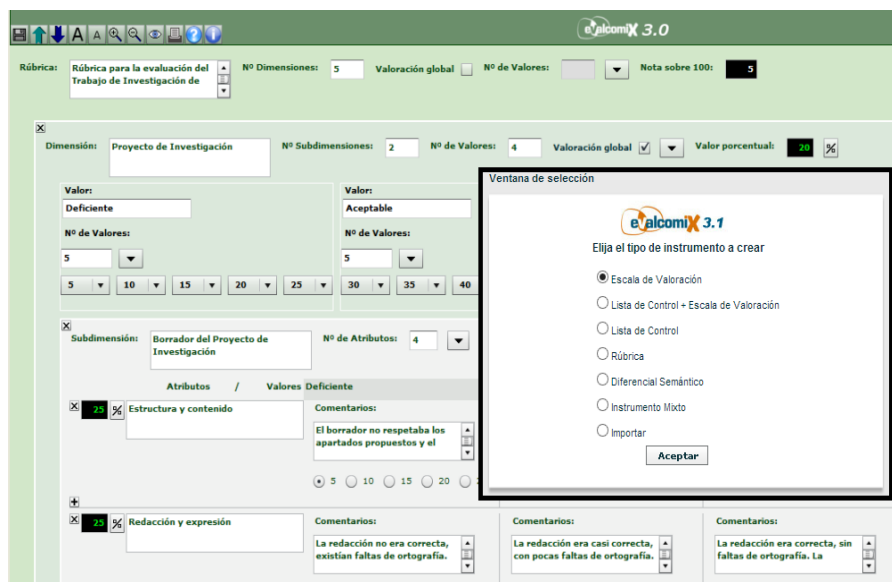 A A
evalcomiX 3.0
Rúbrica: Rúbrica para la evaluación del Nº Dimensiones: 5 Valoración global Nº de Valores: Nota sobre 100: 5
Trabajo de Investigación de
Dimensión: Proyecto de Investigación Nº Subdimensiones: 2 Nº de Valores: 4 Valoración global Valor porcentual: 20 %
Valor: Valor:
Deficiente Aceptable
Nº de Valores: Nº de Valores:
5 5
5 10 15 20 25 30 35 40
Ventana de selección
evalcomiX 3.1
Elija el tipo de instrumento a crear
Escala de Valoración
Lista de Control + Escala de Valoración
Lista de Control
Rúbrica
Diferencial Semántico
Instrumento Mixto
Importar
Aceptar
Subdimensión: Borrador del Proyecto de Nº de Atributos: 4
Investigación
Atributos / Valores Deficiente
25 % Estructura y contenido Comentarios:
El borrador no respetaba los
apartados propuestos y el
5 10 15 20
25 % Redacción y expresión Comentarios: Comentarios: Comentarios:
La redacción no era correcta, La redacción era casi correcta, La redacción era correcta, sin
existían faltas de ortografía. con pocas faltas de ortografía. faltas de ortografía. La